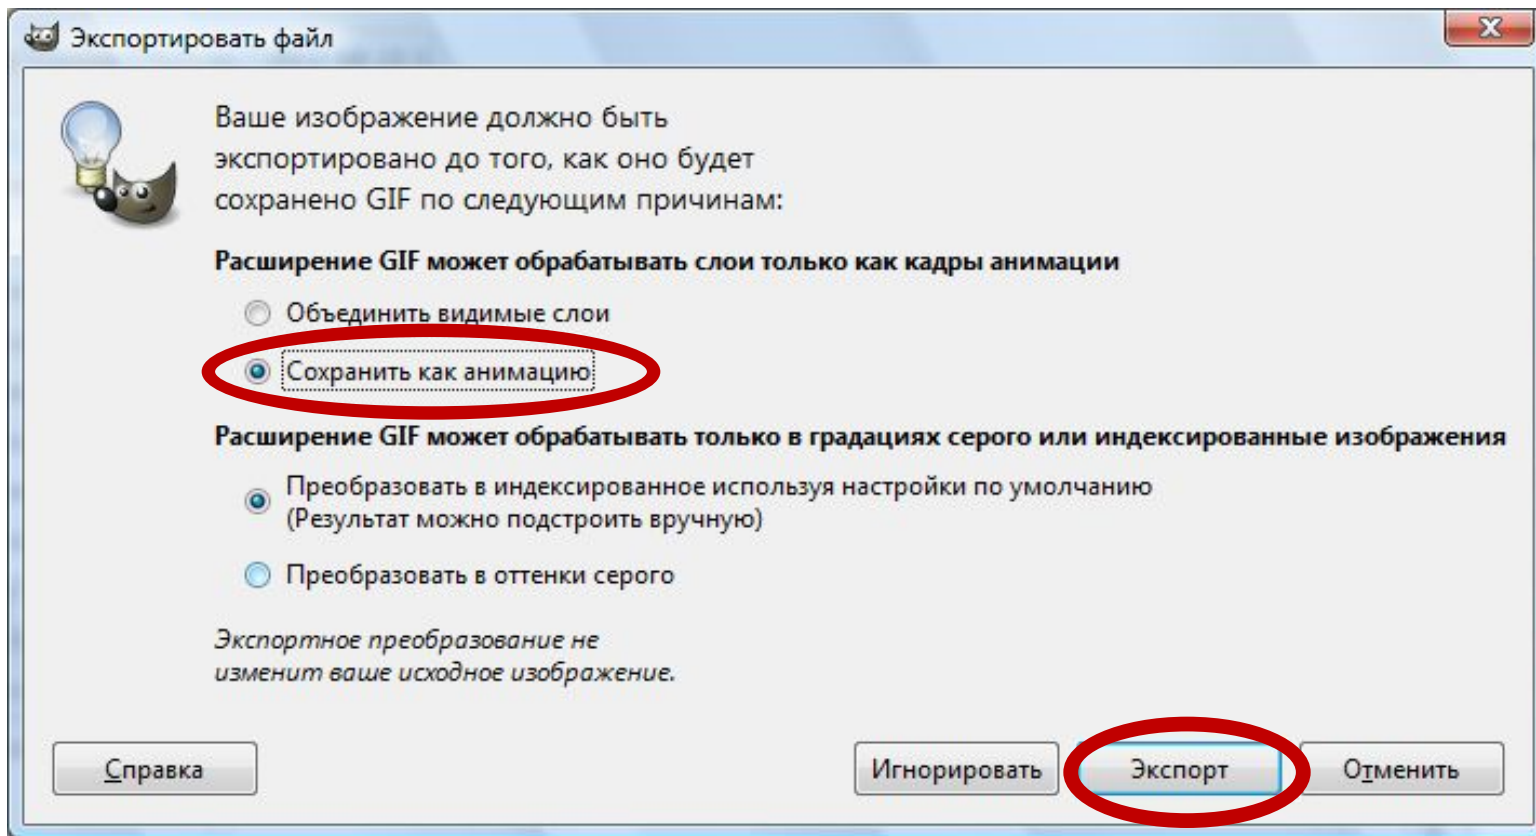 Экспортировать файл
Ваше изображение должно быть
экспортировано до того, как оно будет
сохранено GIF по следующим причинам:
Расширение GIF может обрабатывать слои только как кадры анимации
Объединить видимые слои
Сохранить как анимацию
Расширение GIF может обрабатывать только в градациях серого или индексированные изображения
Преобразовать в индексированное используя настройки по умолчанию
(Результат можно подстроить вручную)
Преобразовать в оттенки серого
Экспортное преобразование не
изменит ваше исходное изображение.
Справка
Игнорировать
Экспорт
Отменить